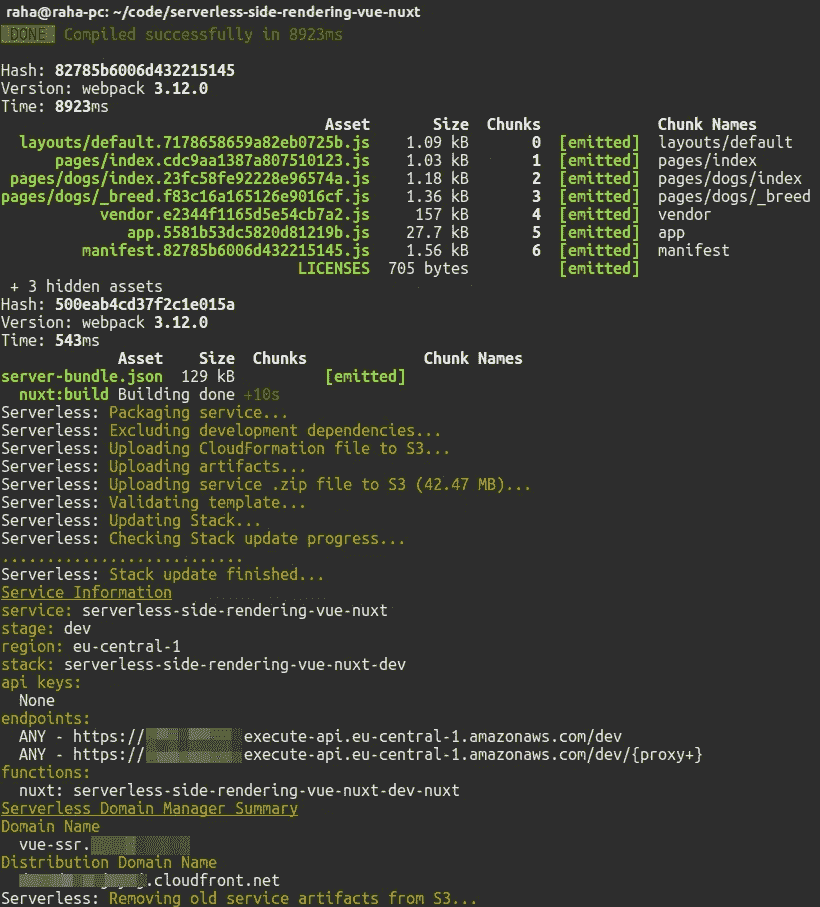 raha@raha-pc: ~/code/serverless-side-rendering-vue-nuxt
DONE Compiled successfully in 8923ms
Hash: 82785b6006d432215145
Version: webpack 3.12.0
Time: 8923ms
Asset Size Chunks Chunk Names
layouts/default.7178658659a82eb0725b.js 1.09 kB 0 [emitted] layouts/default
pages/index.cdc9aa1387a807510123.js 1.03 kB 1 [emitted] pages/index
pages/dogs/index.23fc58fe92228e96574a.js 1.18 kB 2 [emitted] pages/dogs/index
pages/dogs/_breed.f83c16a165126e9016cf.js 1.36 kB 3 [emitted] pages/dogs/_breed
vendor.e2344f1165d5e54cb7a2.js 157 kB 4 [emitted] vendor
app.5581b53dc5820d81219b.js 27.7 kB 5 [emitted] app
manifest.82785b6006d432215145.js 1.56 kB 6 [emitted] manifest
LICENSES 705 bytes [emitted]
+ 3 hidden assets
Hash: 500eab4cd37f2c1e015a
Version: webpack 3.12.0
Time: 543ms
Asset Size Chunks Chunk Names
server-bundle.json 129 kB [emitted]
nuxt:build Building done +10s
Serverless: Packaging service...
Serverless: Excluding development dependencies...
Serverless: Uploading CloudFormation file to S3...
Serverless: Uploading artifacts...
Serverless: Uploading service .zip file to S3 (42.47 MB)...
Serverless: Validating template...
Serverless: Updating Stack...
Serverless: Checking Stack update progress...
...........................
Serverless: Stack update finished...
Service Information
service: serverless-side-rendering-vue-nuxt
stage: dev
region: eu-central-1
stack: serverless-side-rendering-vue-nuxt-dev
api keys:
None
endpoints:
ANY - https:// execute-api.eu-central-1.amazonaws.com/dev
ANY - https:// execute-api.eu-central-1.amazonaws.com/dev/{proxy+}
functions:
nuxt: serverless-side-rendering-vue-nuxt-dev-nuxt
Serverless Domain Manager Summary
Domain Name
vue-ssr.
Distribution Domain Name
.cloudfront.net
Serverless: Removing old service artifacts from S3...